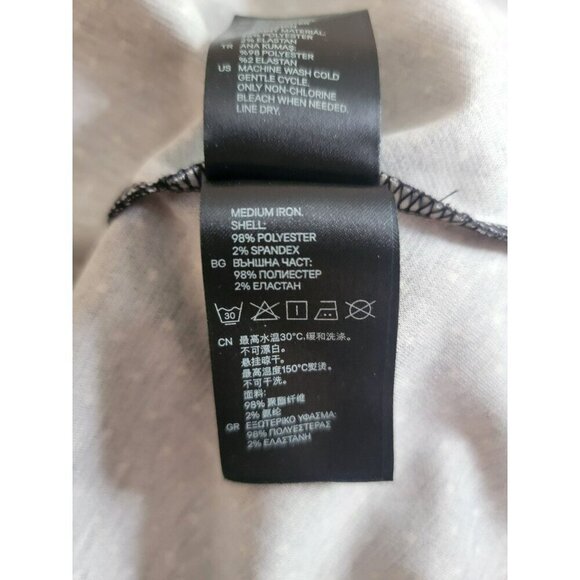 MATERIAL:
98% POLYESTER
2% ELASTAN
TR ANA KUMAŞ:
%98 POLYESTER
%2 ELASTAN
US MACHINE WASH COLD
GENTLE CYCLE.
ONLY NON-CHLORINE
BLEACH WHEN NEEDED.
LINE DRY.
MEDIUM IRON.
SHELL:
98% POLYESTER
2% SPANDEX
BG ВЪНШНА ЧАСТ:
98% ПОЛИЕСТЕР
2% ЕЛАСТАН
30
CN 最高水温30°C,缓和洗涤.
不可漂白.
悬挂晾干.
最高温度150°C熨烫.
不可干洗.
面料:
98% 聚酯纤维
2% 氨纶
GR ΕΞΩΤΕΡΙΚΟ ΥΦΑΣΜΑ:
98% ΠΟΛΥΕΣΤΕΡΑΣ
2% ΕΛΑΣΤΑΝΗ